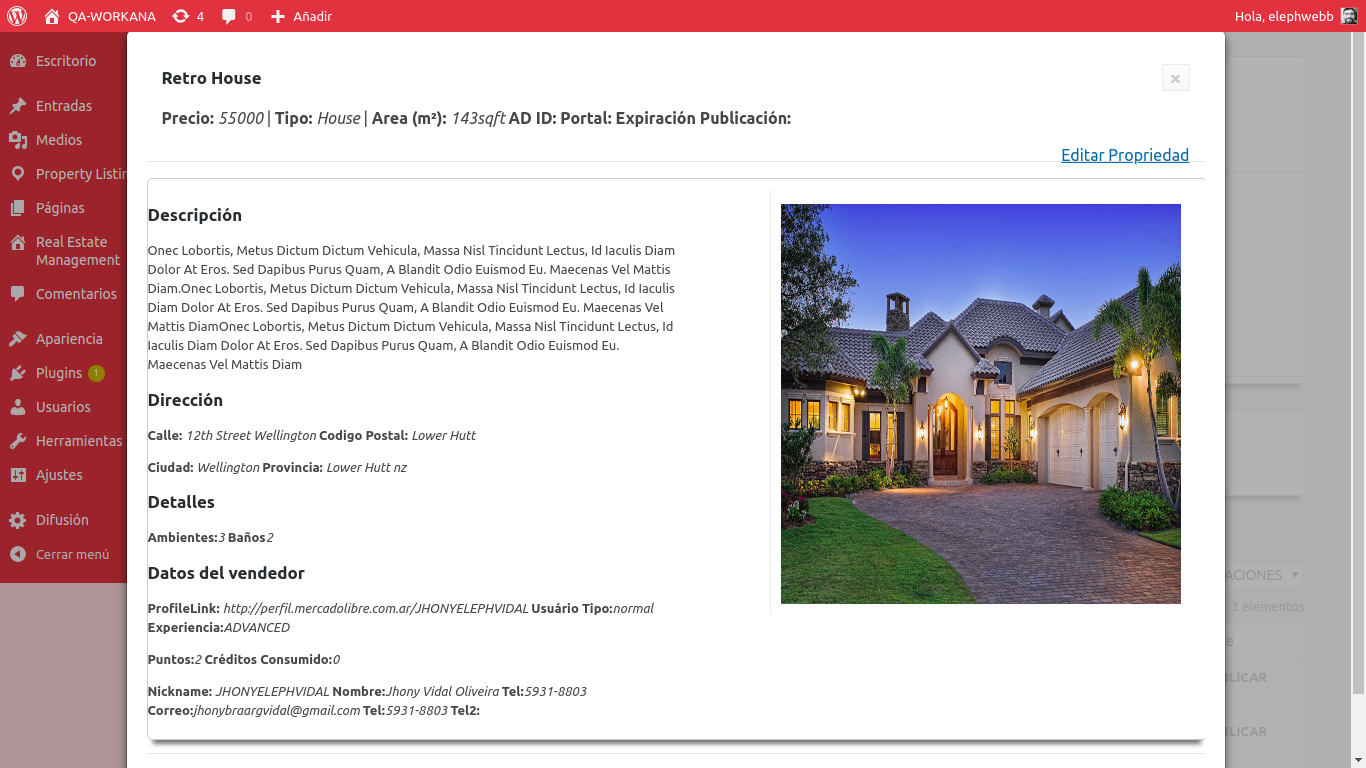 QA-WORKANA 4 0 Añadir Hola, elephwebb
Escritorio
Entradas
Medios
Property Listin
Páginas
Real Estate
Management
Comentarios
Apariencia
Plugins 1
Usuarios
Herramientas
Ajustes
Difusión
Cerrar menú
Retro House
×
Precio: 55000 | Tipo: House | Area (m²): 143sqft AD ID: Portal: Expiración Publicación:
Editar Propriedad
Descripción
Onec Lobortis, Metus Dictum Dictum Vehicula, Massa Nisl Tincidunt Lectus, Id Iaculis Diam
Dolor At Eros. Sed Dapibus Purus Quam, A Blandit Odio Euismod Eu. Maecenas Vel Mattis
Diam.Onec Lobortis, Metus Dictum Dictum Vehicula, Massa Nisl Tincidunt Lectus, Id Iaculis
Diam Dolor At Eros. Sed Dapibus Purus Quam, A Blandit Odio Euismod Eu. Maecenas Vel
Mattis DiamOnec Lobortis, Metus Dictum Dictum Vehicula, Massa Nisl Tincidunt Lectus, Id
Iaculis Diam Dolor At Eros. Sed Dapibus Purus Quam, A Blandit Odio Euismod Eu.
Maecenas Vel Mattis Diam
Dirección
Calle: 12th Street Wellington Codigo Postal: Lower Hutt
Ciudad: Wellington Provincia: Lower Hutt nz
Detalles
Ambientes:3 Baños2
Datos del vendedor
ProfileLink: http://perfil.mercadolibre.com.ar/JHONYELEPHVIDAL Usuário Tipo:normal
Experiencia:ADVANCED
Puntos:2 Créditos Consumido:0
Nickname: JHONYELEPHVIDAL Nombre:Jhony Vidal Oliveira Tel:5931-8803
Correo:jhonybraargvidal@gmail.com Tel:5931-8803 Tel2:
ACIONES
3 elementos
e
BLICAR
BLICAR